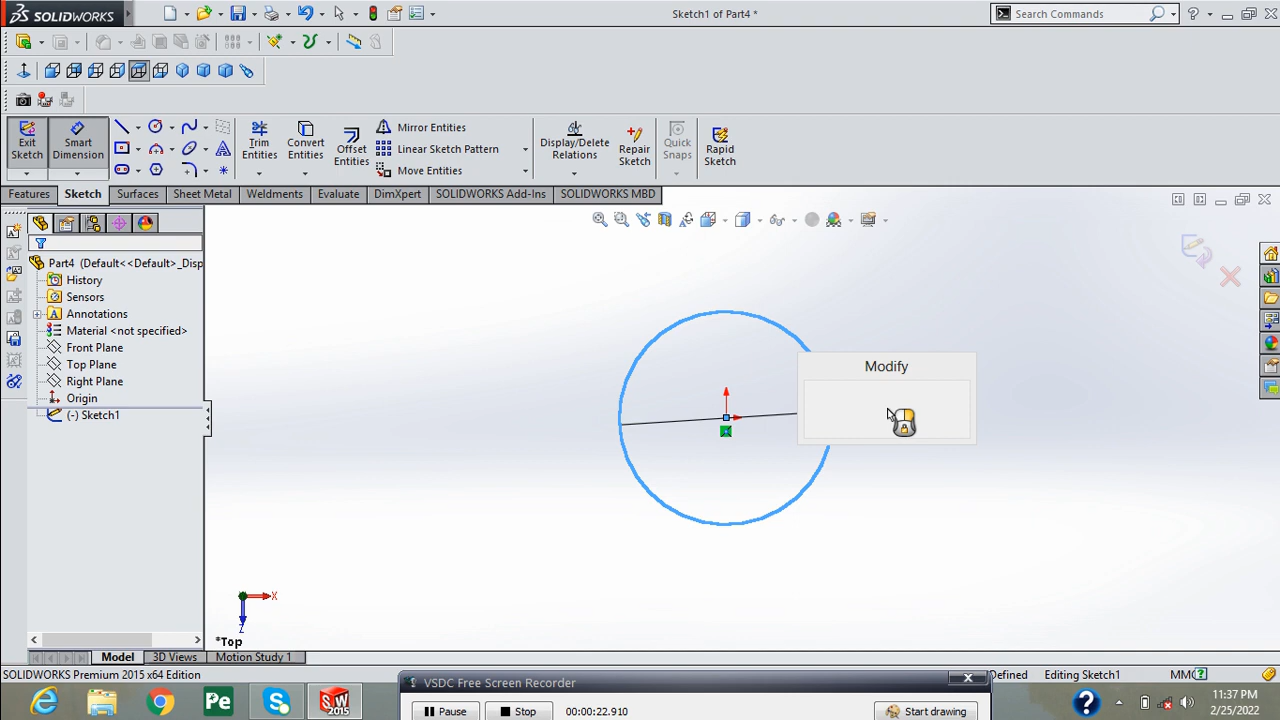 SOLIDWORKS
Sketch1 of Part4 *
Search Commands
Exit Sketch
Smart Dimension
Trim Entities
Convert Entities
Offset Entities
Mirror Entities
Linear Sketch Pattern
Move Entities
Display/Delete Relations
Repair Sketch
Quick Snaps
Rapid Sketch
Features
Sketch
Surfaces
Sheet Metal
Weldments
Evaluate
DimXpert
SOLIDWORKS Add-Ins
SOLIDWORKS MBD
Part4 (Default<<Default>_Disp
History
Sensors
Annotations
Material <not specified>
Front Plane
Top Plane
Right Plane
Origin
(-) Sketch1
Modify
X
Z
*Top
Model
3D Views
Motion Study 1
SOLIDWORKS Premium 2015 x64 Edition
Defined
Editing Sketch1
MMG
VSDC Free Screen Recorder
Pause
Stop
00:00:22.910
Start drawing
Pe
SW
2015
11:37 PM
2/25/2022